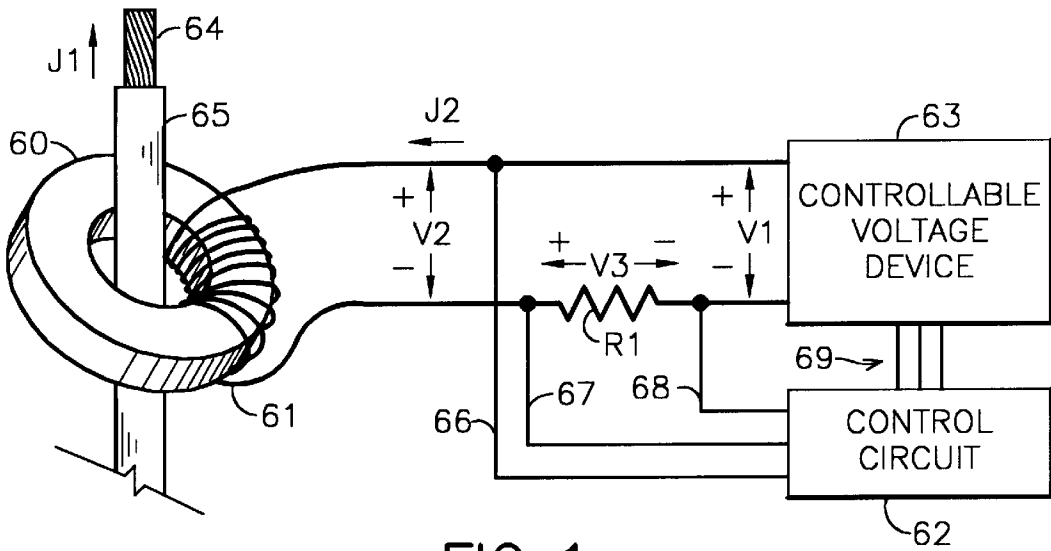 64
J1
65
60
J2
63
CONTROLLABLE
VOLTAGE
DEVICE
+
V2
−
+
V1
−
+ V3 −
R1
69
61
67
68
66
CONTROL
CIRCUIT
62
FIG. 1